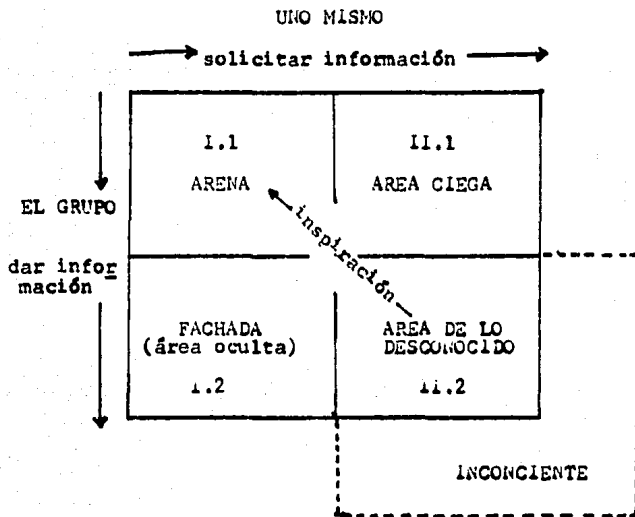 UNO MISMO
solicitar información
I.1
II.1
ARENA
AREA CIEGA
EL GRUPO
inspiración
dar infor
mación
FACHADA
(área oculta)
AREA DE LO
DESCONOCIDO
I.2
II.2
INCONCIENTE